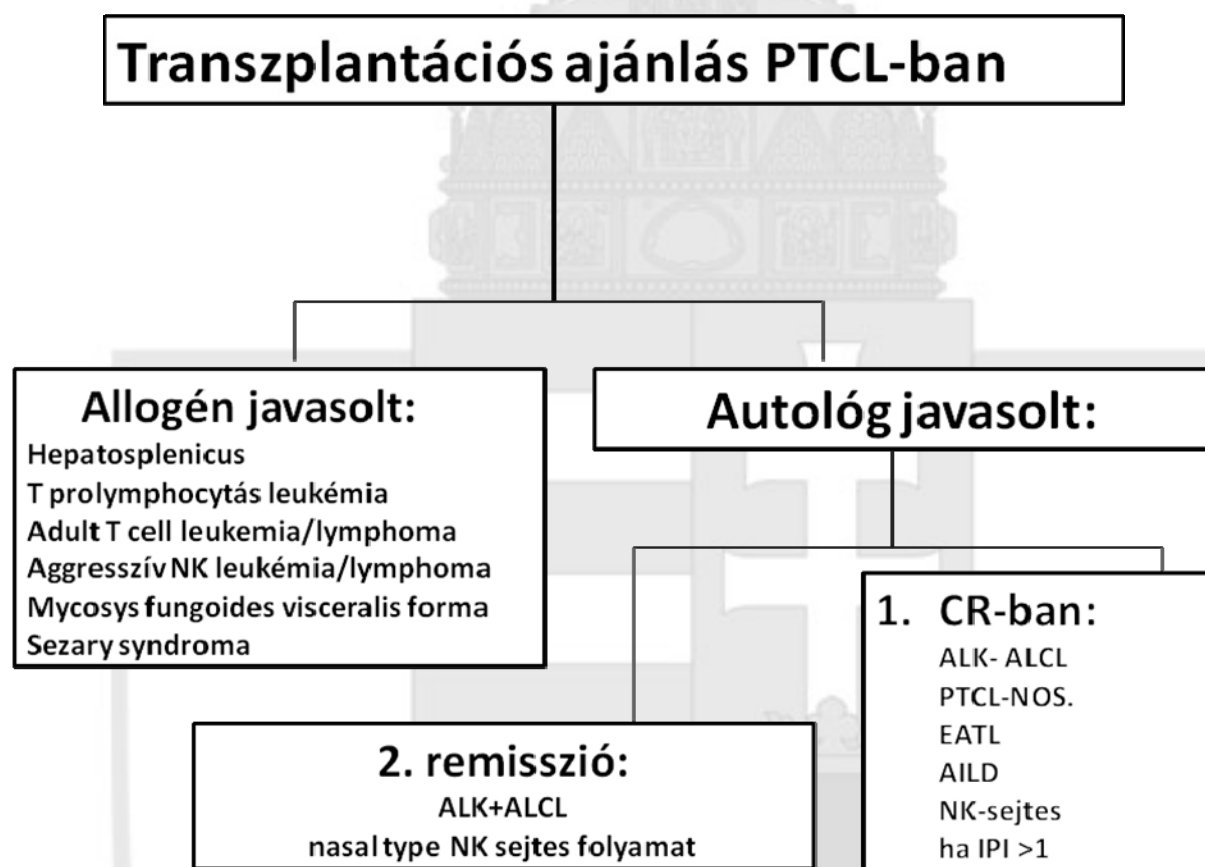 Transzplantációs ajánlás PTCL-ban
Allogén javasolt:
Hepatosplenicus
T prolymphocytás leukémia
Adult T cell leukemia/lymphoma
Aggresszív NK leukémia/lymphoma
Mycosys fungoides visceralis forma
Sezary syndroma
Autológ javasolt:
2. remisszió:
ALK+ALCL
nasal type NK sejtes folyamat
1. CR-ban:
ALK- ALCL
PTCL-NOS.
EATL
AILD
NK-sejtes
ha IPI >1